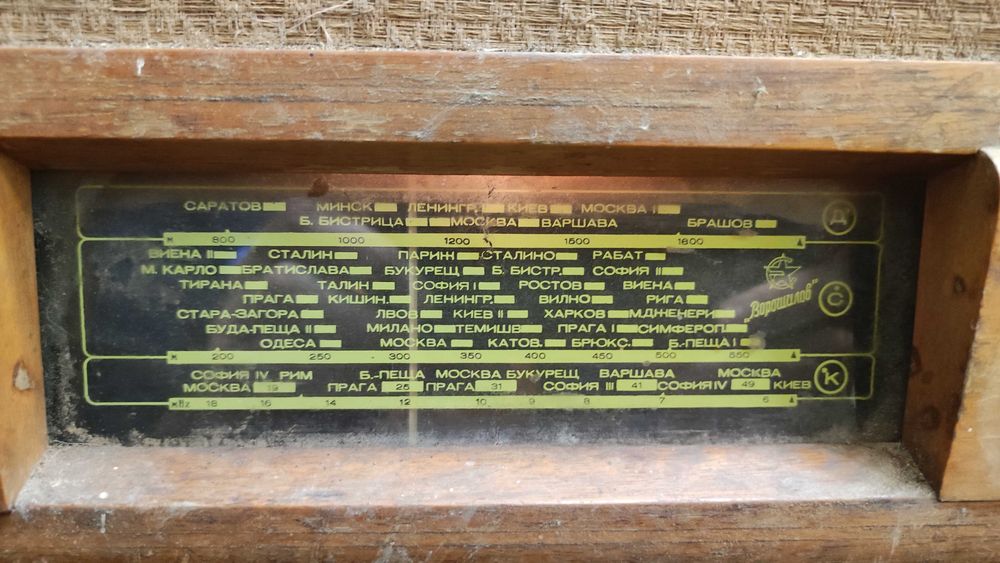 САРАТОВ МИНСК ЛЕНИНГР. КИЕВ МОСКВА I
Б. БИСТРИЦА МОСКВА ВАРШАВА БРАШОВ
Д
М 800 1000 1200 1500 1800
ВИЕНА II СТАЛИН ПАРИНН СТАЛИНО РАБАТ
М. КАРЛО БРАТИСЛАВА БУКУРЕЩ Б. БИСТР. СОФИЯ II
ТИРАНА ТАЛИН СОФИЯ I РОСТОВ ВИЕНА
ПРАГА КИШИН. ЛЕНИНГР. ВИЛНО РИГА
СТАРА-ЗАГОРА ЛВОВ КИЕВ II ХАРКОВ МДНЕНЕРИ
БУДА-ПЕЩА II МИЛАНО ТЕМИШВ ПРАГА I СИМФЕРОП.
ОДЕСА МОСКВА КАТОВ. БРЮКС. Б.-ПЕЩА I
„Ворошилов"
С
М 200 250 300 350 400 450 500 550
СОФИЯ IV РИМ Б.-ПЕЩА МОСКВА БУКУРЕЩ ВАРШАВА МОСКВА
МОСКВА 19 ПРАГА 25 ПРАГА 31 СОФИЯ III 41 СОФИЯ IV 49 КИЕВ
К
MHz 18 16 14 12 10 9 8 7 6